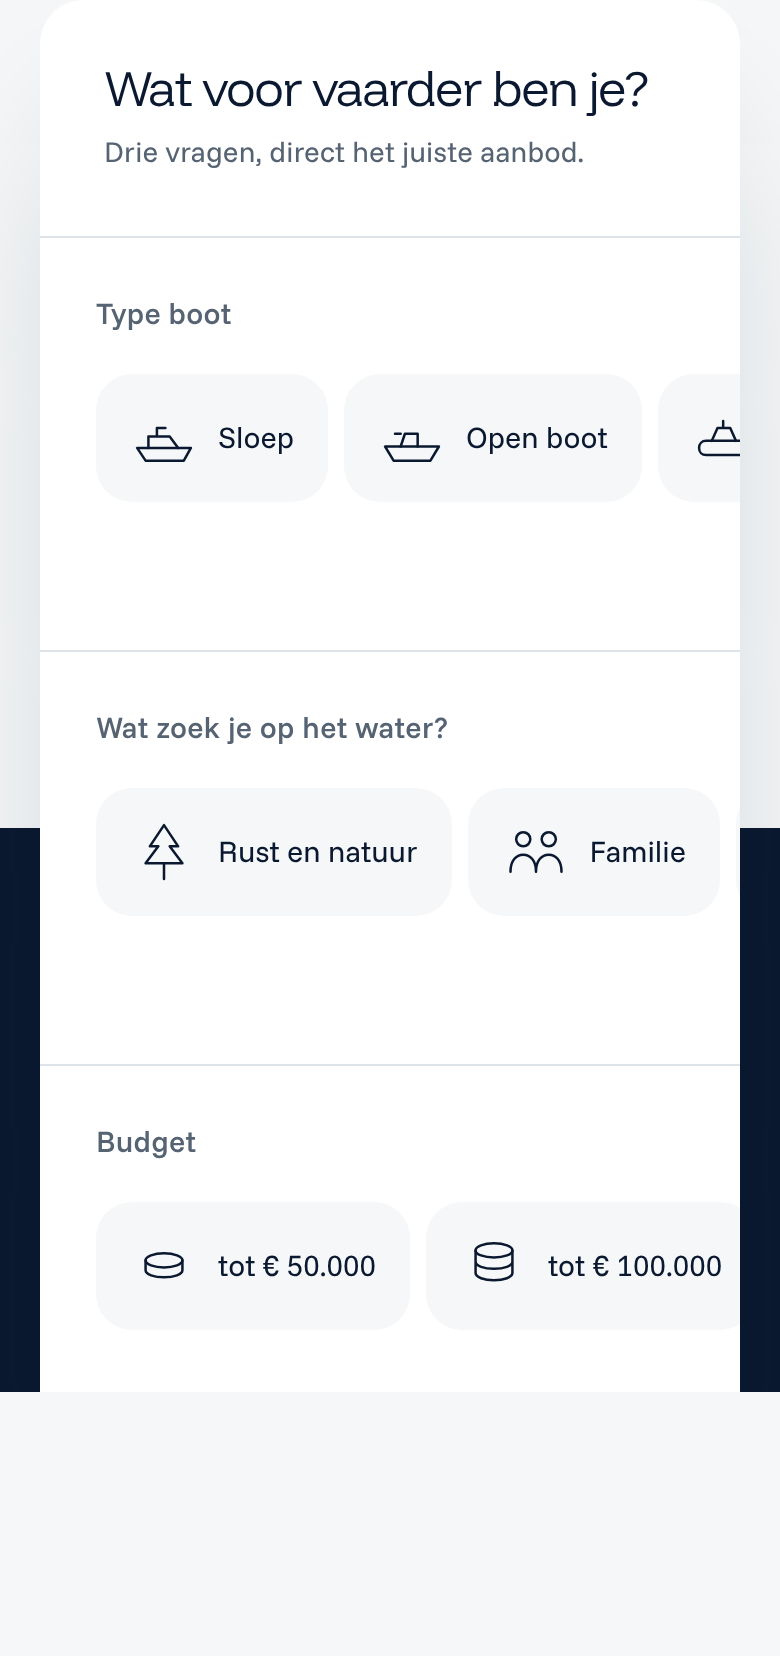 Wat voor vaarder ben je?
Drie vragen, direct het juiste aanbod.
Type boot
Sloep
Open boot
Wat zoek je op het water?
Rust en natuur
Familie
Budget
tot € 50.000
tot € 100.000